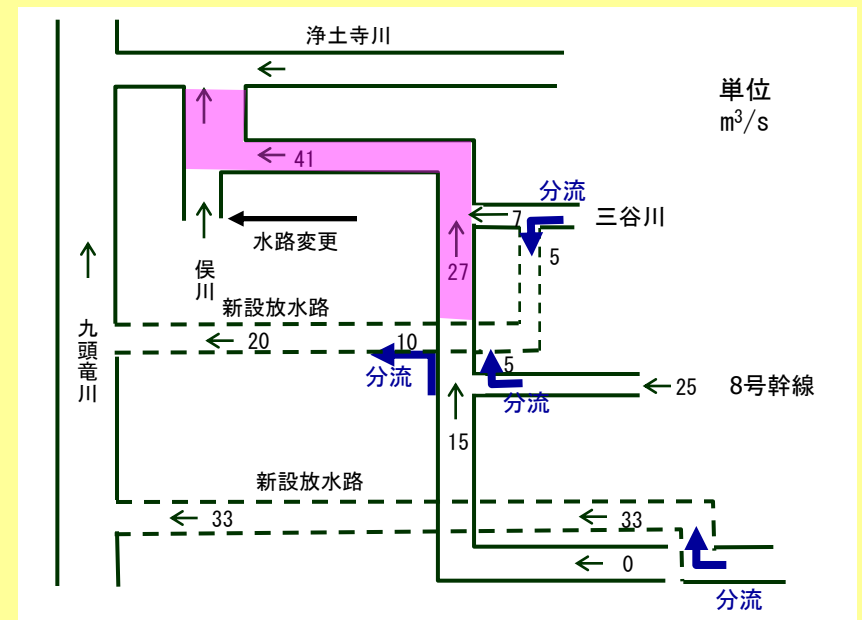 浄土寺川
単位
m³/s
41
分流
7
三谷川
水路変更
5
27
俣川
新設放水路
九頭竜川
20
10
分流
5
分流
25
8号幹線
15
新設放水路
33
33
0
分流